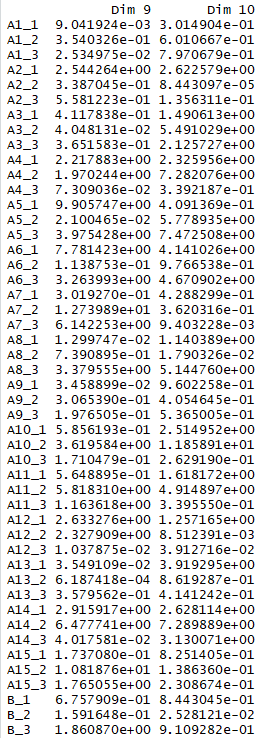 Dim 9 Dim 10
A1_1 9.041924e-03 3.014904e-01
A1_2 3.540326e-01 6.010667e-01
A1_3 2.534975e-02 7.970679e-01
A2_1 2.544264e+00 2.622579e+00
A2_2 3.387045e-01 8.443097e-05
A2_3 5.581223e-01 1.356311e-01
A3_1 4.117838e-01 1.490613e+00
A3_2 4.048131e-02 5.491029e+00
A3_3 3.651583e-01 2.125727e+00
A4_1 2.217883e+00 2.325956e+00
A4_2 1.970244e+00 7.282076e+00
A4_3 7.309036e-02 3.392187e-01
A5_1 9.905747e+00 4.091369e-01
A5_2 2.100465e-02 5.778935e+00
A5_3 3.975428e+00 7.472508e+00
A6_1 7.781423e+00 4.141026e+00
A6_2 1.138753e-01 9.766538e-01
A6_3 3.263993e+00 4.670902e+00
A7_1 3.019270e-01 4.288299e-01
A7_2 1.273989e+01 3.620316e-01
A7_3 6.142253e+00 9.403228e-03
A8_1 1.299747e-02 1.140389e+00
A8_2 7.390895e-01 1.790326e-02
A8_3 3.379555e+00 5.144760e+00
A9_1 3.458899e-02 9.602258e-01
A9_2 3.065390e-01 4.054645e-01
A9_3 1.976505e-01 5.365005e-01
A10_1 5.856193e-01 2.514952e+00
A10_2 3.619584e+00 1.185891e+01
A10_3 1.710479e-01 2.629190e-01
A11_1 5.648895e-01 1.618172e+00
A11_2 5.818310e+00 4.914897e+00
A11_3 1.163618e+00 3.395550e-01
A12_1 2.633276e+00 1.257165e+00
A12_2 2.327909e+00 8.512391e-03
A12_3 1.037875e-02 3.912716e-02
A13_1 3.549109e-02 3.919295e+00
A13_2 6.187418e-04 8.619287e-01
A13_3 3.579562e-01 4.141242e-01
A14_1 2.915917e+00 2.628114e+00
A14_2 6.477741e+00 7.289889e+00
A14_3 4.017581e-02 3.130071e+00
A15_1 1.737080e-01 8.251405e-01
A15_2 1.081876e+01 1.386360e-01
A15_3 1.765055e+00 2.308674e-01
B_1 6.757909e-01 8.443045e-01
B_2 1.591648e-01 2.528121e-02
B_3 1.860870e+00 9.109282e-01